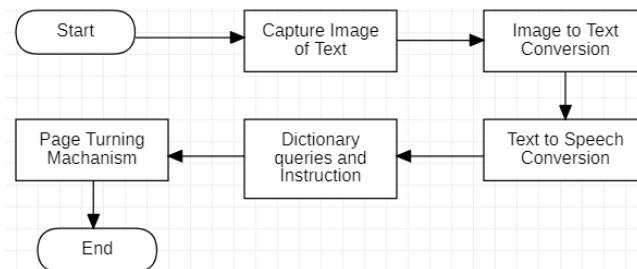 Start
Capture Image
of Text
Image to Text
Conversion
Text to Speech
Conversion
Dictionary
queries and
Instruction
Page Turning
Machanism
End